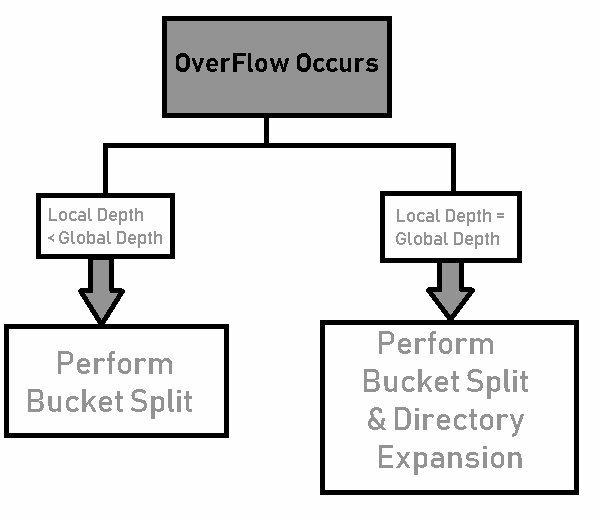 OverFlow Occurs
Local Depth
< Global Depth
Local Depth =
Global Depth
Perform
Bucket Split
Perform
Bucket Split
& Directory
Expansion